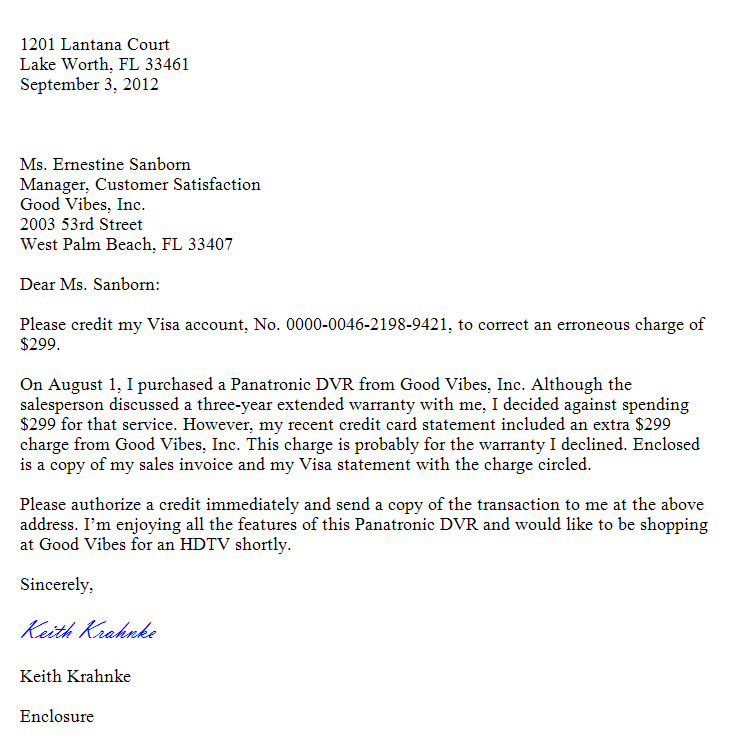 1201 Lantana Court
Lake Worth, FL 33461
September 3, 2012
Ms. Ernestine Sanborn
Manager, Customer Satisfaction
Good Vibes, Inc.
2003 53rd Street
West Palm Beach, FL 33407
Dear Ms. Sanborn:
Please credit my Visa account, No. 0000-0046-2198-9421, to correct an erroneous charge of
$299.
On August 1, I purchased a Panatronic DVR from Good Vibes, Inc. Although the
salesperson discussed a three-year extended warranty with me, I decided against spending
$299 for that service. However, my recent credit card statement included an extra $299
charge from Good Vibes, Inc. This charge is probably for the warranty I declined. Enclosed
is a copy of my sales invoice and my Visa statement with the charge circled.
Please authorize a credit immediately and send a copy of the transaction to me at the above
address. I’m enjoying all the features of this Panatronic DVR and would like to be shopping
at Good Vibes for an HDTV shortly.
Sincerely,
Keith Krahnke
Keith Krahnke
Enclosure